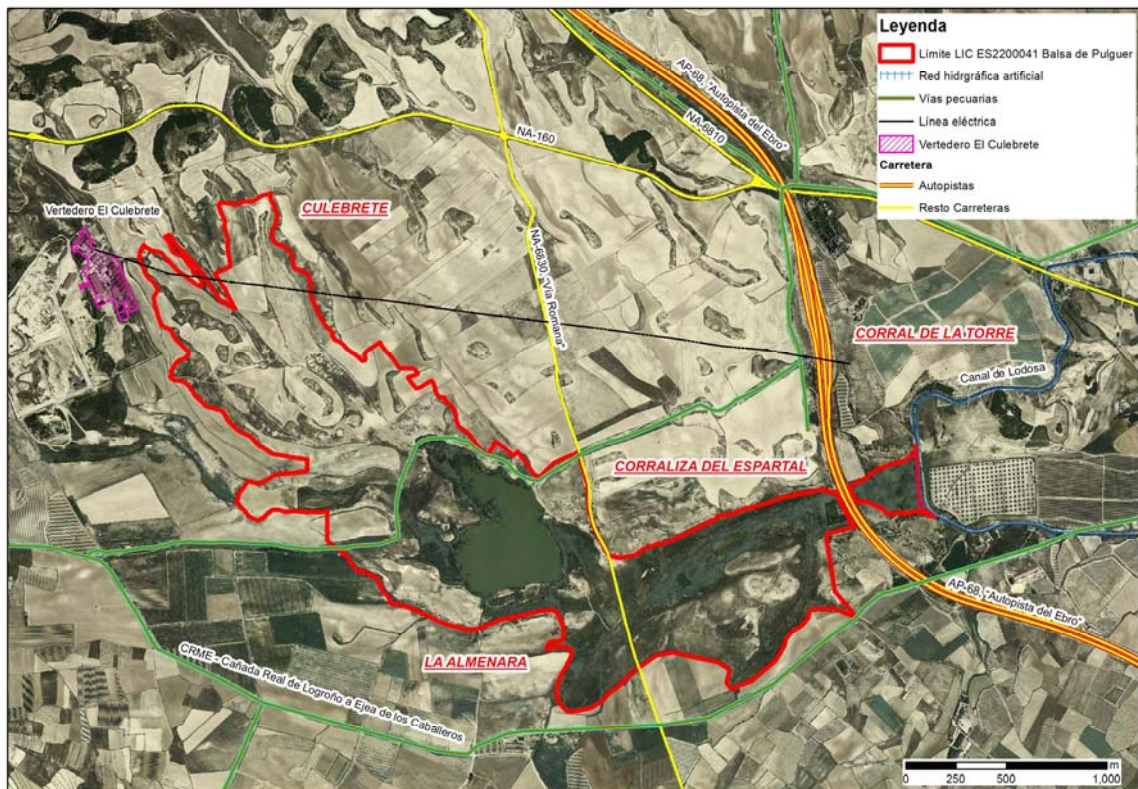 Leyenda
Límite LIC ES2200041 Balsa de Pulguer
Red hidrgráfica artificial
Vías pecuarias
Línea eléctrica
Vertedero El Culebrete
Carretera
Autopistas
Resto Carreteras
AP-68, "Autopista del Ebro"
NA-6810
NA-160
CULEBRETE
Vertedero El Culebrete
NA-6630, "Vía Romana"
CORRAL DE LA TORRE
Canal de Lodosa
CORRALIZA DEL ESPARTAL
LA ALMENARA
AP-68, "Autopista del Ebro"
CRME - Cañada Real de Logroño a Ejea de los Caballeros
m
0 250 500 1,000